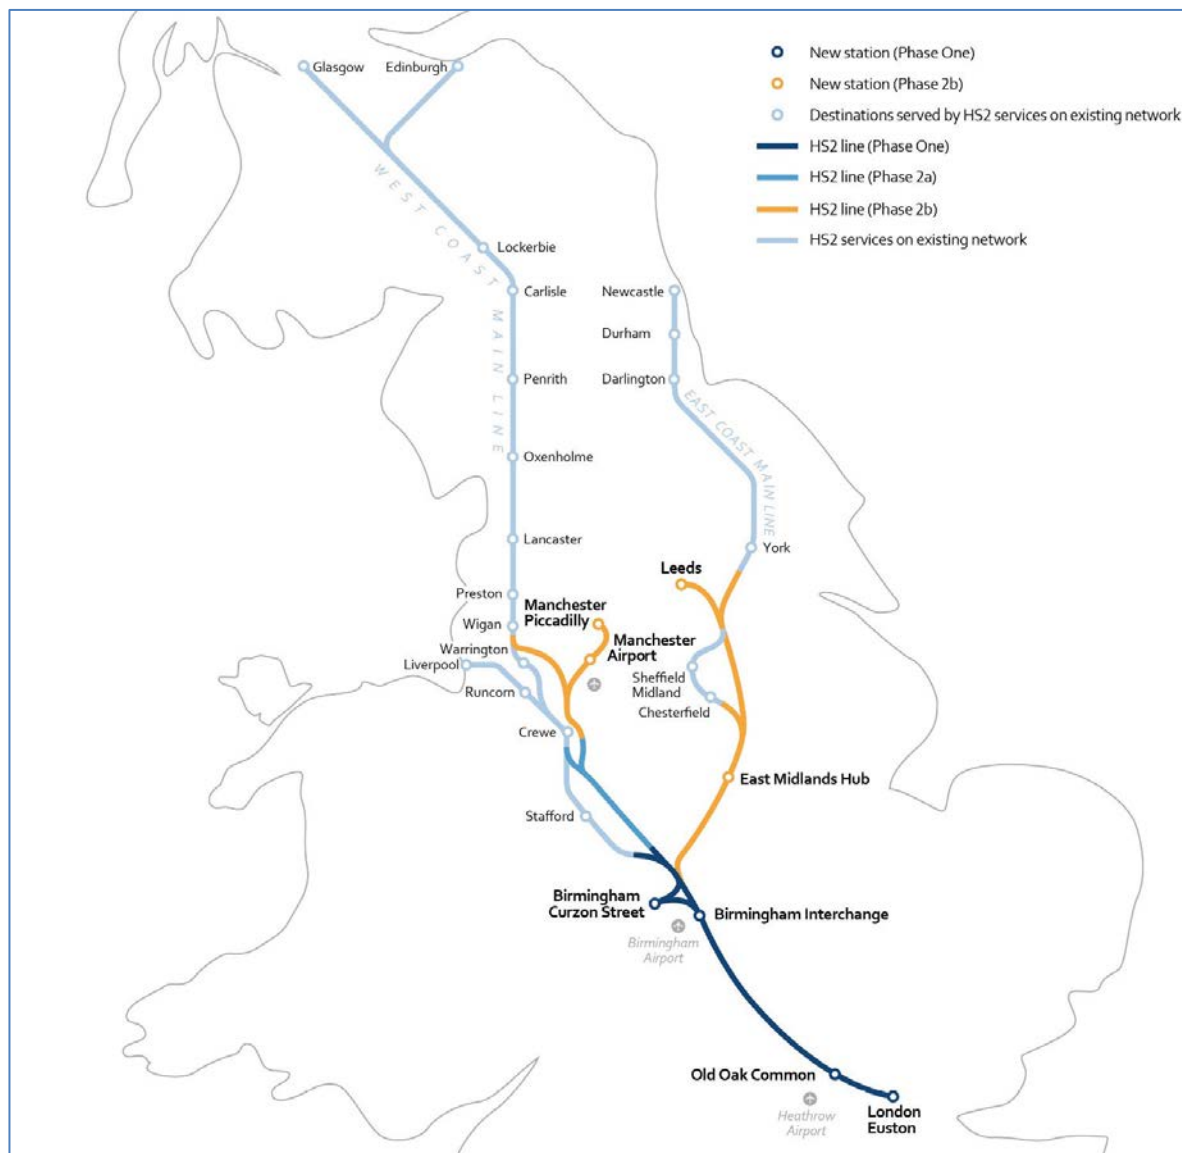 New station (Phase One)
New station (Phase 2b)
Destinations served by HS2 services on existing network
HS2 line (Phase One)
HS2 line (Phase 2a)
HS2 line (Phase 2b)
HS2 services on existing network
Glasgow
Edinburgh
WEST COAST MAIN LINE
Lockerbie
Carlisle
Newcastle
Durham
Penrith
Darlington
EAST COAST MAIN LINE
Oxenholme
Lancaster
York
Leeds
Preston
Manchester
Piccadilly
Wigan
Manchester
Airport
Warrington
Liverpool
Sheffield
Midland
Runcorn
Chesterfield
Crewe
East Midlands Hub
Stafford
Birmingham
Curzon Street
Birmingham Interchange
Birmingham
Airport
Old Oak Common
London
Euston
Heathrow
Airport